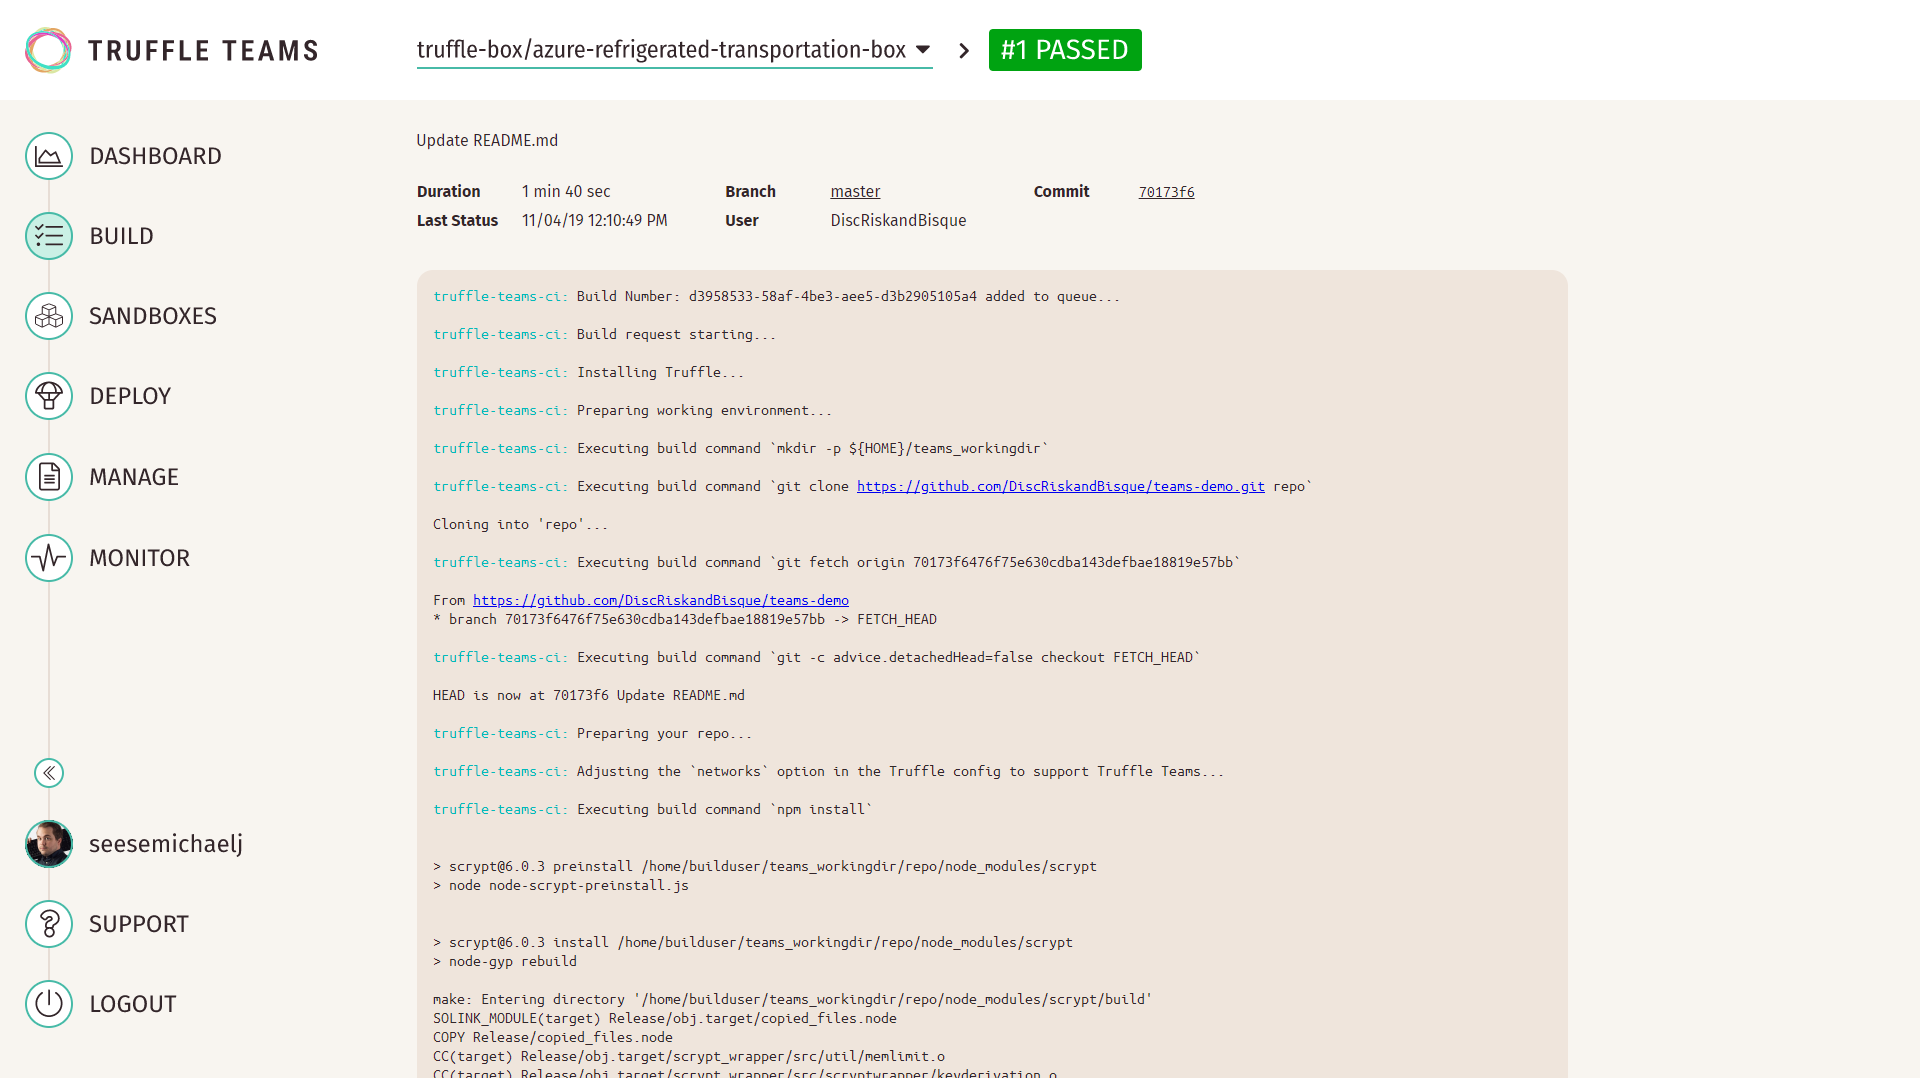 TRUFFLE TEAMS
truffle-box/azure-refrigerated-transportation-box
#1 PASSED
DASHBOARD
BUILD
SANDBOXES
DEPLOY
MANAGE
MONITOR
seesemichaelj
SUPPORT
LOGOUT
Update README.md
Duration 1 min 40 sec Branch master Commit 70173f6
Last Status 11/04/19 12:10:49 PM User DiscRiskandBisque
truffle-teams-ci: Build Number: d3958533-58af-4be3-aee5-d3b2905105a4 added to queue...
truffle-teams-ci: Build request starting...
truffle-teams-ci: Installing Truffle...
truffle-teams-ci: Preparing working environment...
truffle-teams-ci: Executing build command `mkdir -p ${HOME}/teams_workingdir`
truffle-teams-ci: Executing build command `git clone https://github.com/DiscRiskandBisque/teams-demo.git repo`
Cloning into 'repo'...
truffle-teams-ci: Executing build command `git fetch origin 70173f6476f75e630cdba143defbae18819e57bb`
From https://github.com/DiscRiskandBisque/teams-demo
* branch 70173f6476f75e630cdba143defbae18819e57bb -> FETCH_HEAD
truffle-teams-ci: Executing build command `git -c advice.detachedHead=false checkout FETCH_HEAD`
HEAD is now at 70173f6 Update README.md
truffle-teams-ci: Preparing your repo...
truffle-teams-ci: Adjusting the `networks` option in the Truffle config to support Truffle Teams...
truffle-teams-ci: Executing build command `npm install`
> scrypt@6.0.3 preinstall /home/builduser/teams_workingdir/repo/node_modules/scrypt
> node node-scrypt-preinstall.js
> scrypt@6.0.3 install /home/builduser/teams_workingdir/repo/node_modules/scrypt
> node-gyp rebuild
make: Entering directory '/home/builduser/teams_workingdir/repo/node_modules/scrypt/build'
SOLINK_MODULE(target) Release/obj.target/copied_files.node
COPY Release/copied_files.node
CC(target) Release/obj.target/scrypt_wrapper/src/util/memlimit.o
CC(target) Release/obj.target/scrypt_wrapper/src/scryptwrapper/keyderivation.o